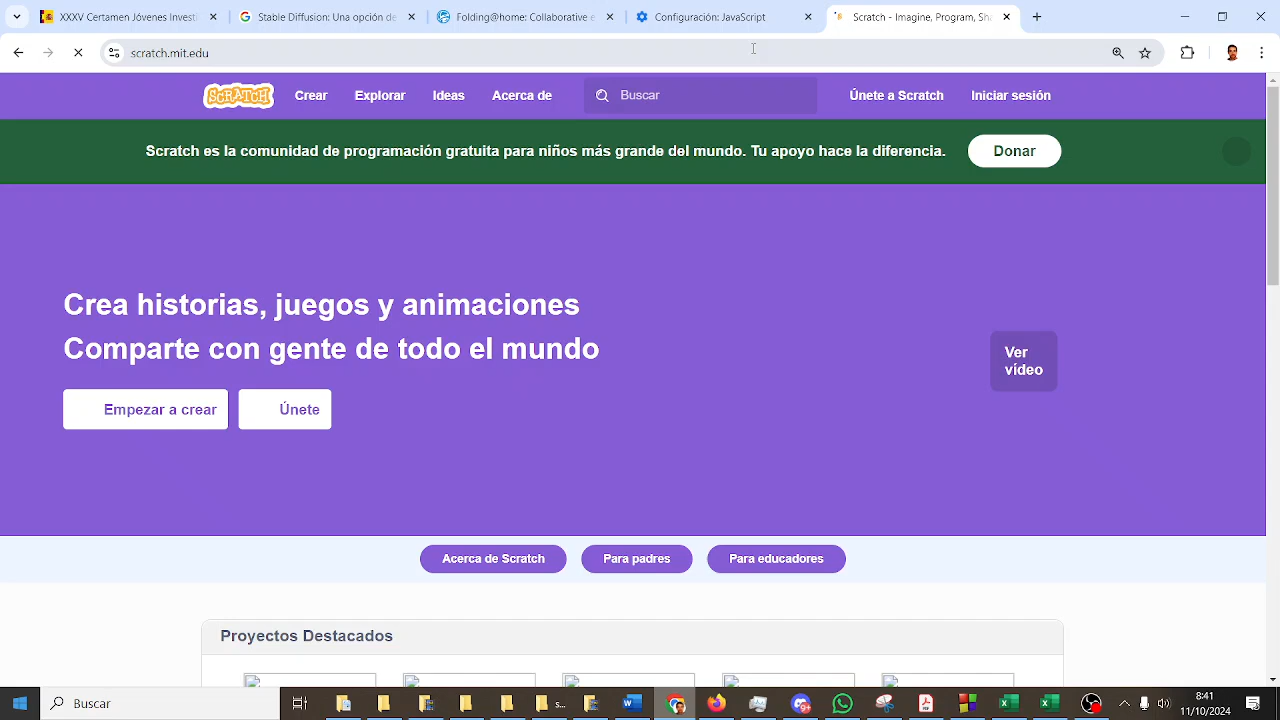 XXXV Certamen Jóvenes Investi
Stable Diffusion: Una opción de
Folding@home: Collaborative e
Configuración: JavaScript
Scratch - Imagine, Program, Sh
scratch.mit.edu
SCRATCH
Crear
Explorar
Ideas
Acerca de
Buscar
Únete a Scratch
Iniciar sesión
Scratch es la comunidad de programación gratuita para niños más grande del mundo. Tu apoyo hace la diferencia.
Donar
Crea historias, juegos y animaciones
Comparte con gente de todo el mundo
Ver
vídeo
Empezar a crear
Únete
Acerca de Scratch
Para padres
Para educadores
Proyectos Destacados
Buscar
s...
8:41
11/10/2024